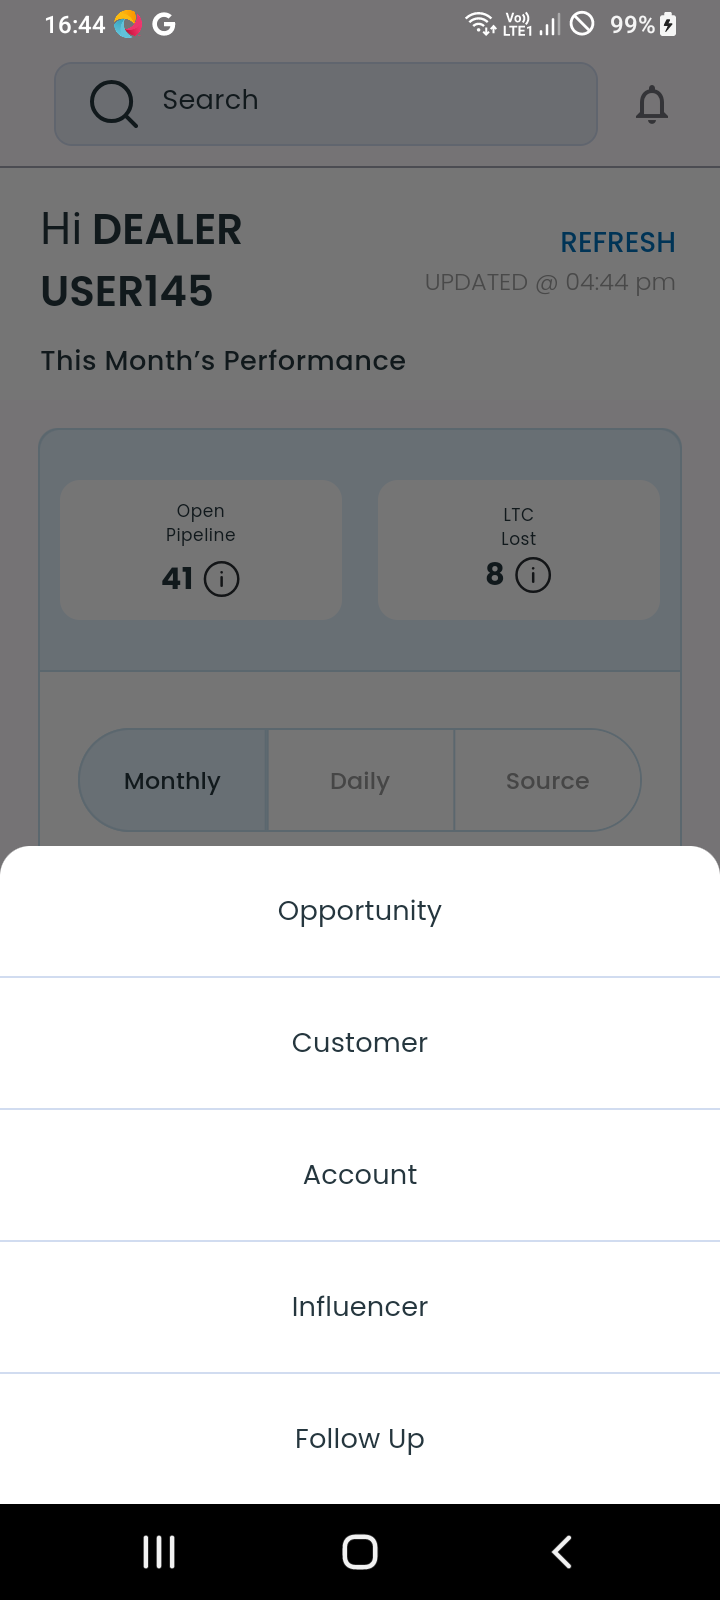 16:44 G Vo)) LTE1 99%
Search
Hi DEALER
USER145
REFRESH
UPDATED @ 04:44 pm
This Month's Performance
Open
Pipeline
41 i
LTC
Lost
8 i
Monthly Daily Source
Opportunity
Customer
Account
Influencer
Follow Up